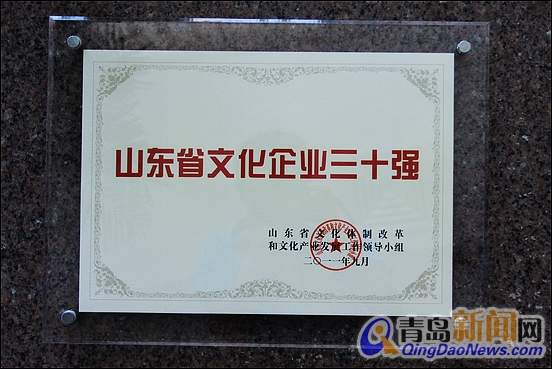 山东省文化企业三十强
山东省文化体制改革
和文化产业发展工作领导小组
二〇一一年九月
青岛新闻网
QingDaoNews.com